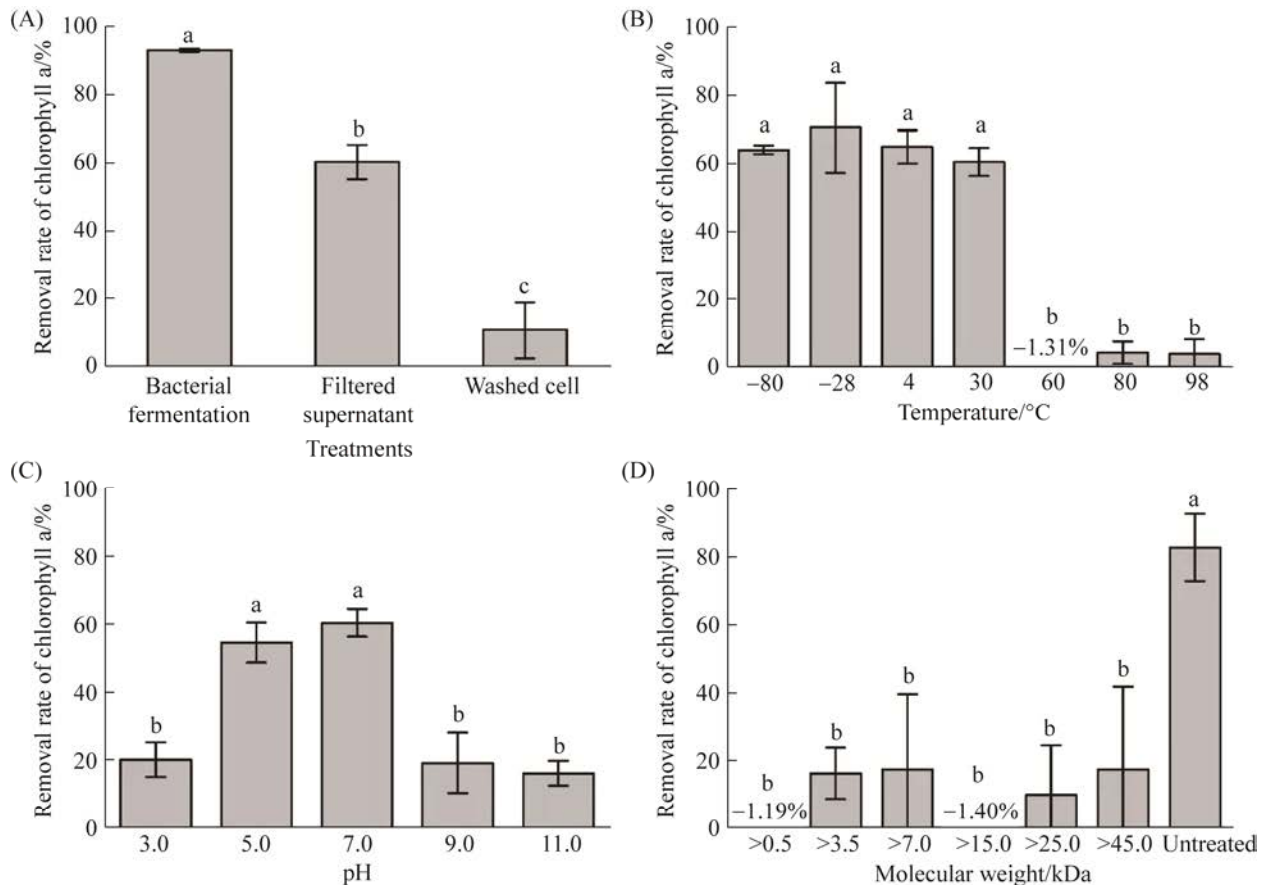 (A)
Removal rate of chlorophyll a/%
100
80
60
40
20
0
a
b
c
Bacterial
fermentation
Filtered
supernatant
Washed cell
Treatments
(B)
Removal rate of chlorophyll a/%
100
80
60
40
20
0
a
a
a
a
b
−1.31%
b
b
−80
−28
4
30
60
80
98
Temperature/°C
(C)
Removal rate of chlorophyll a/%
100
80
60
40
20
0
b
a
a
b
b
3.0
5.0
7.0
9.0
11.0
pH
(D)
Removal rate of chlorophyll a/%
100
80
60
40
20
0
b
−1.19%
b
b
b
−1.40%
b
b
a
>0.5
>3.5
>7.0
>15.0
>25.0
>45.0
Untreated
Molecular weight/kDa